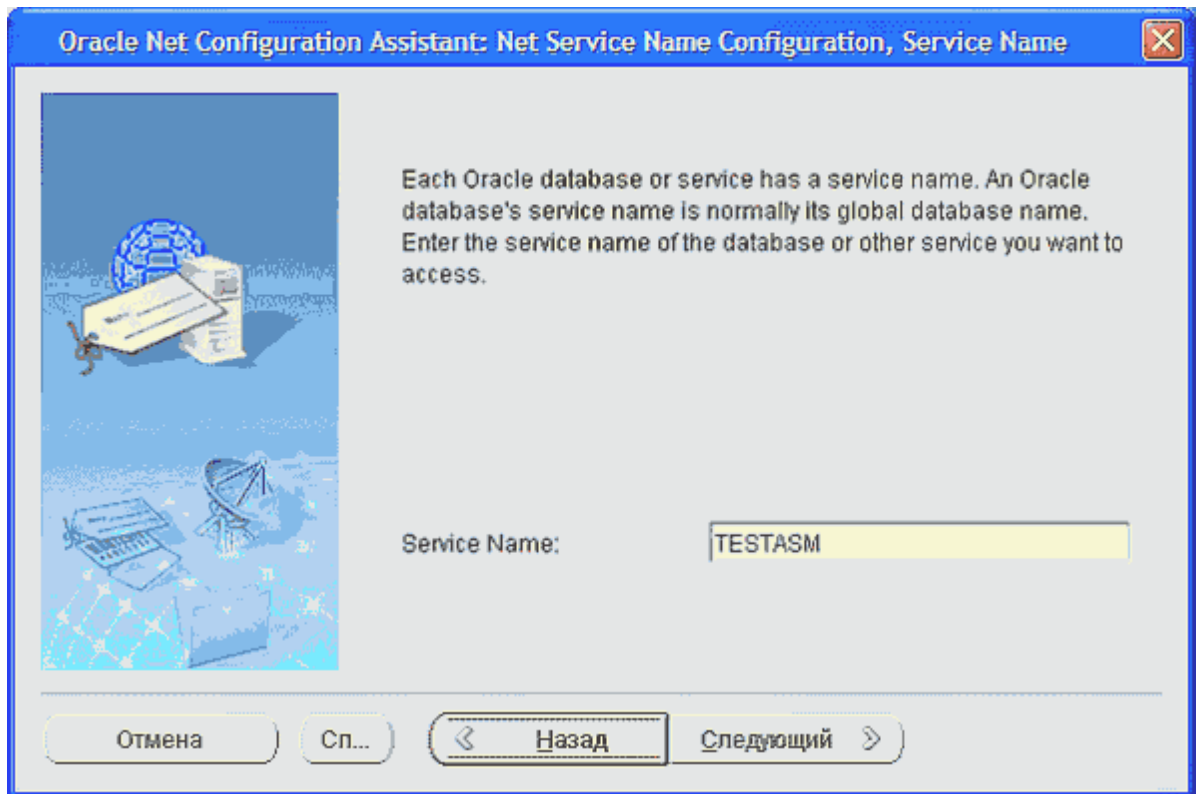 Oracle Net Configuration Assistant: Net Service Name Configuration, Service Name
Each Oracle database or service has a service name. An Oracle
database's service name is normally its global database name.
Enter the service name of the database or other service you want to
access.
Service Name: TESTASM
Отмена Сп... Назад Следующий